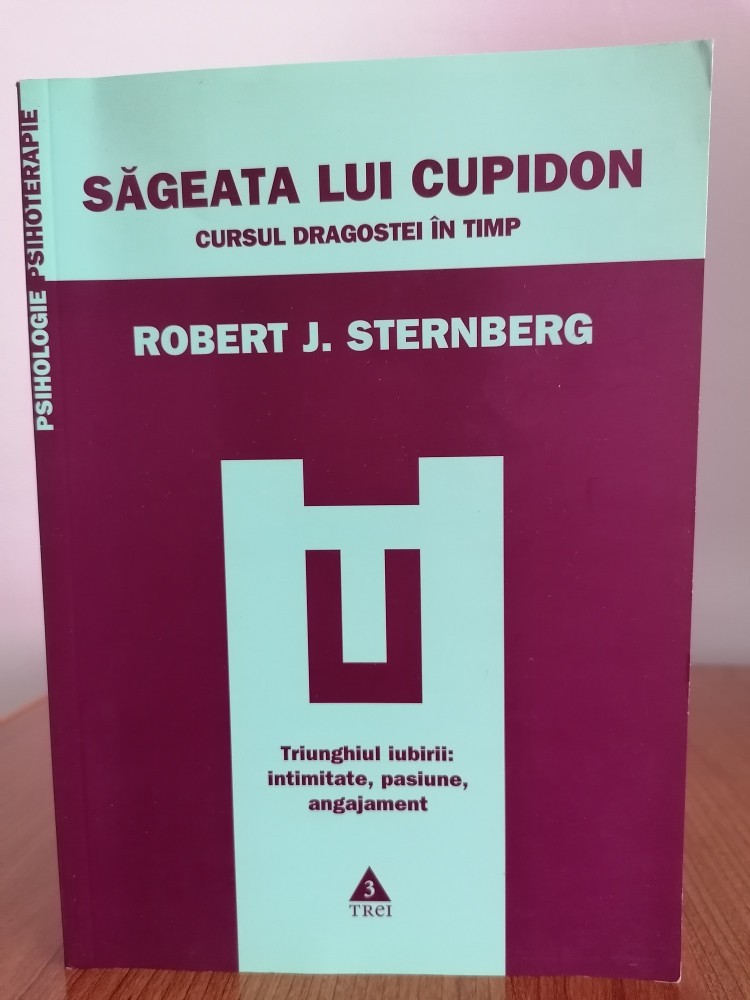 SĂGEATA LUI CUPIDON
CURSUL DRAGOSTEI ÎN TIMP
ROBERT J. STERNBERG
Triunghiul iubirii:
intimitate, pasiune,
angajament
3
TREI
PSIHOLOGIE PSIHOTERAPIE